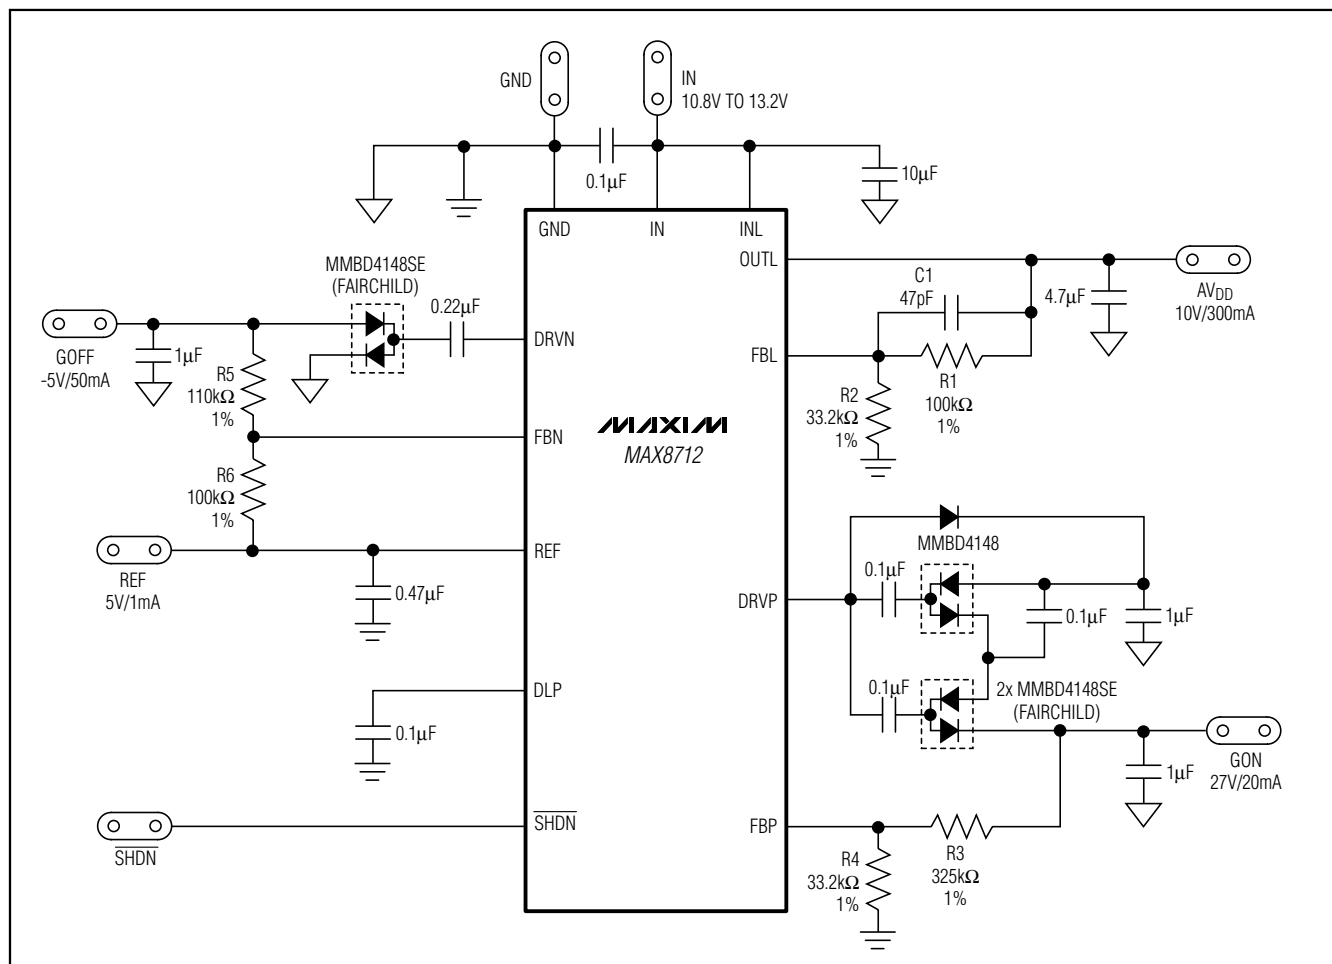 GND
IN
10.8V TO 13.2V
0.1µF
10µF
GND
IN
INL
OUTL
MMBD4148SE
(FAIRCHILD)
0.22µF
DRVN
GOFF
-5V/50mA
1µF
R5
110kΩ
1%
FBN
R6
100kΩ
1%
REF
REF
5V/1mA
0.47µF
DLP
0.1µF
SHDN
SHDN
MAXIM
MAX8712
C1
47pF
4.7µF
AVDD
10V/300mA
FBL
R1
100kΩ
1%
R2
33.2kΩ
1%
MMBD4148
0.1µF
DRVP
0.1µF
1µF
0.1µF
2x MMBD4148SE
(FAIRCHILD)
1µF
GON
27V/20mA
FBP
R3
325kΩ
1%
R4
33.2kΩ
1%